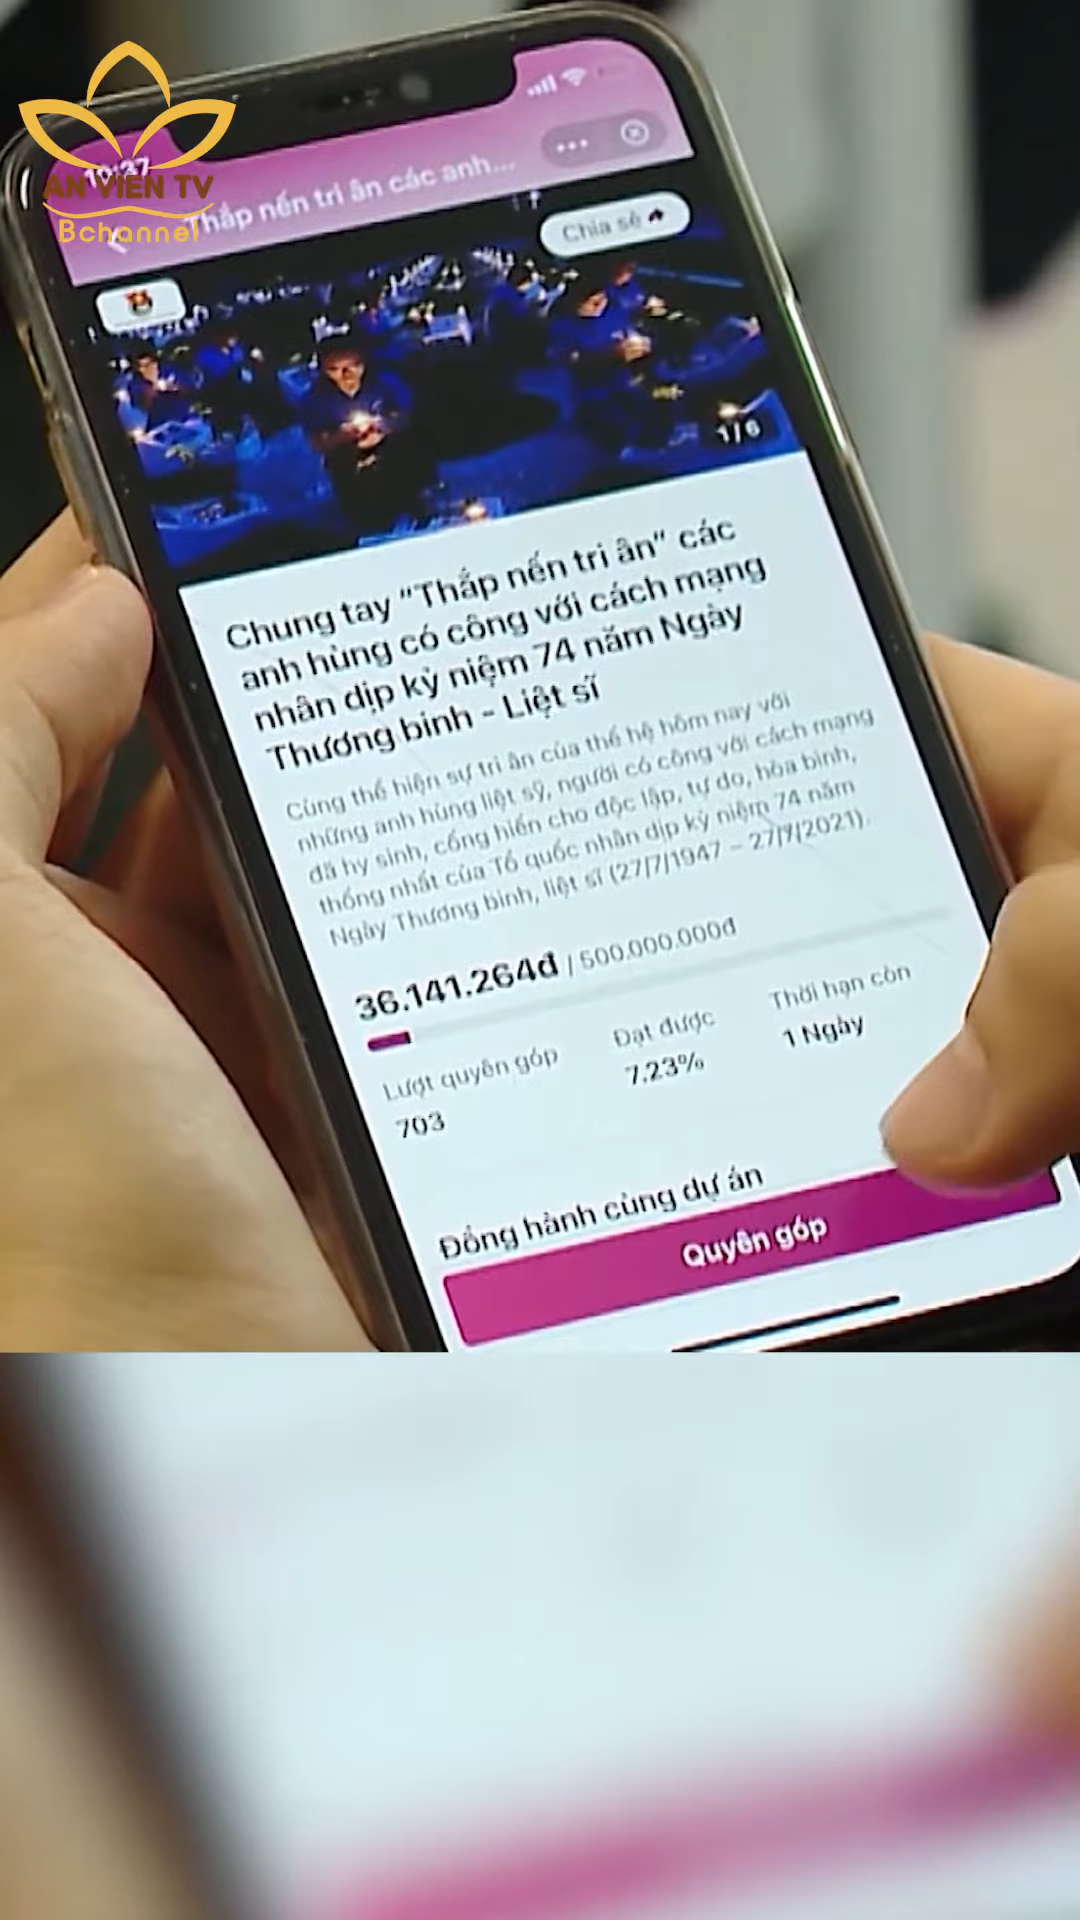 AN VIEN TV
Bchannel
10:37
Thắp nến tri ân các anh...
Chia sẻ
1/6
Chung tay "Thắp nến tri ân" các
anh hùng có công với cách mạng
nhân dịp kỷ niệm 74 năm Ngày
Thương binh - Liệt sĩ
Cùng thể hiện sự tri ân của thế hệ hôm nay với
những anh hùng liệt sỹ, người có công với cách mạng
đã hy sinh, cống hiến cho độc lập, tự do, hòa bình,
thống nhất của Tổ quốc nhân dịp kỷ niệm 74 năm
Ngày Thương binh, liệt sĩ (27/7/1947 – 27/7/2021).
36.141.264đ / 500.000.000đ
Lượt quyên góp
703
Đạt được
7.23%
Thời hạn còn
1 Ngày
Đồng hành cùng dự án
Quyên góp